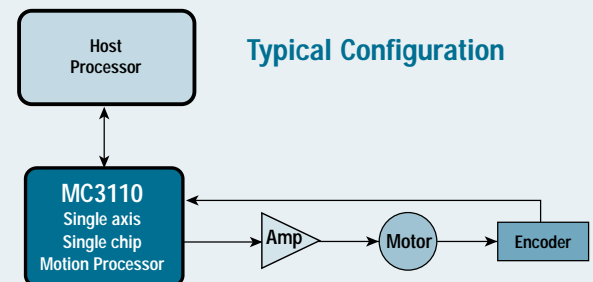 Host
Processor
Typical Configuration
MC3110
Single axis
Single chip
Motion Processor
Amp
Motor
Encoder